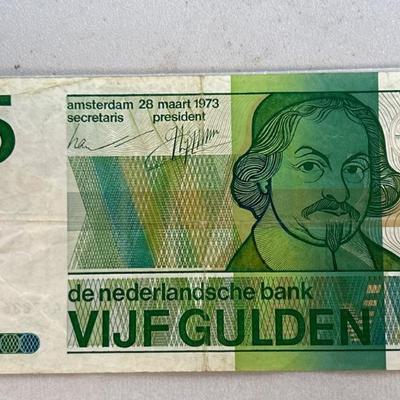 5
amsterdam 28 maart 1973
secretaris president
de nederlandsche bank
VIJF GULDEN